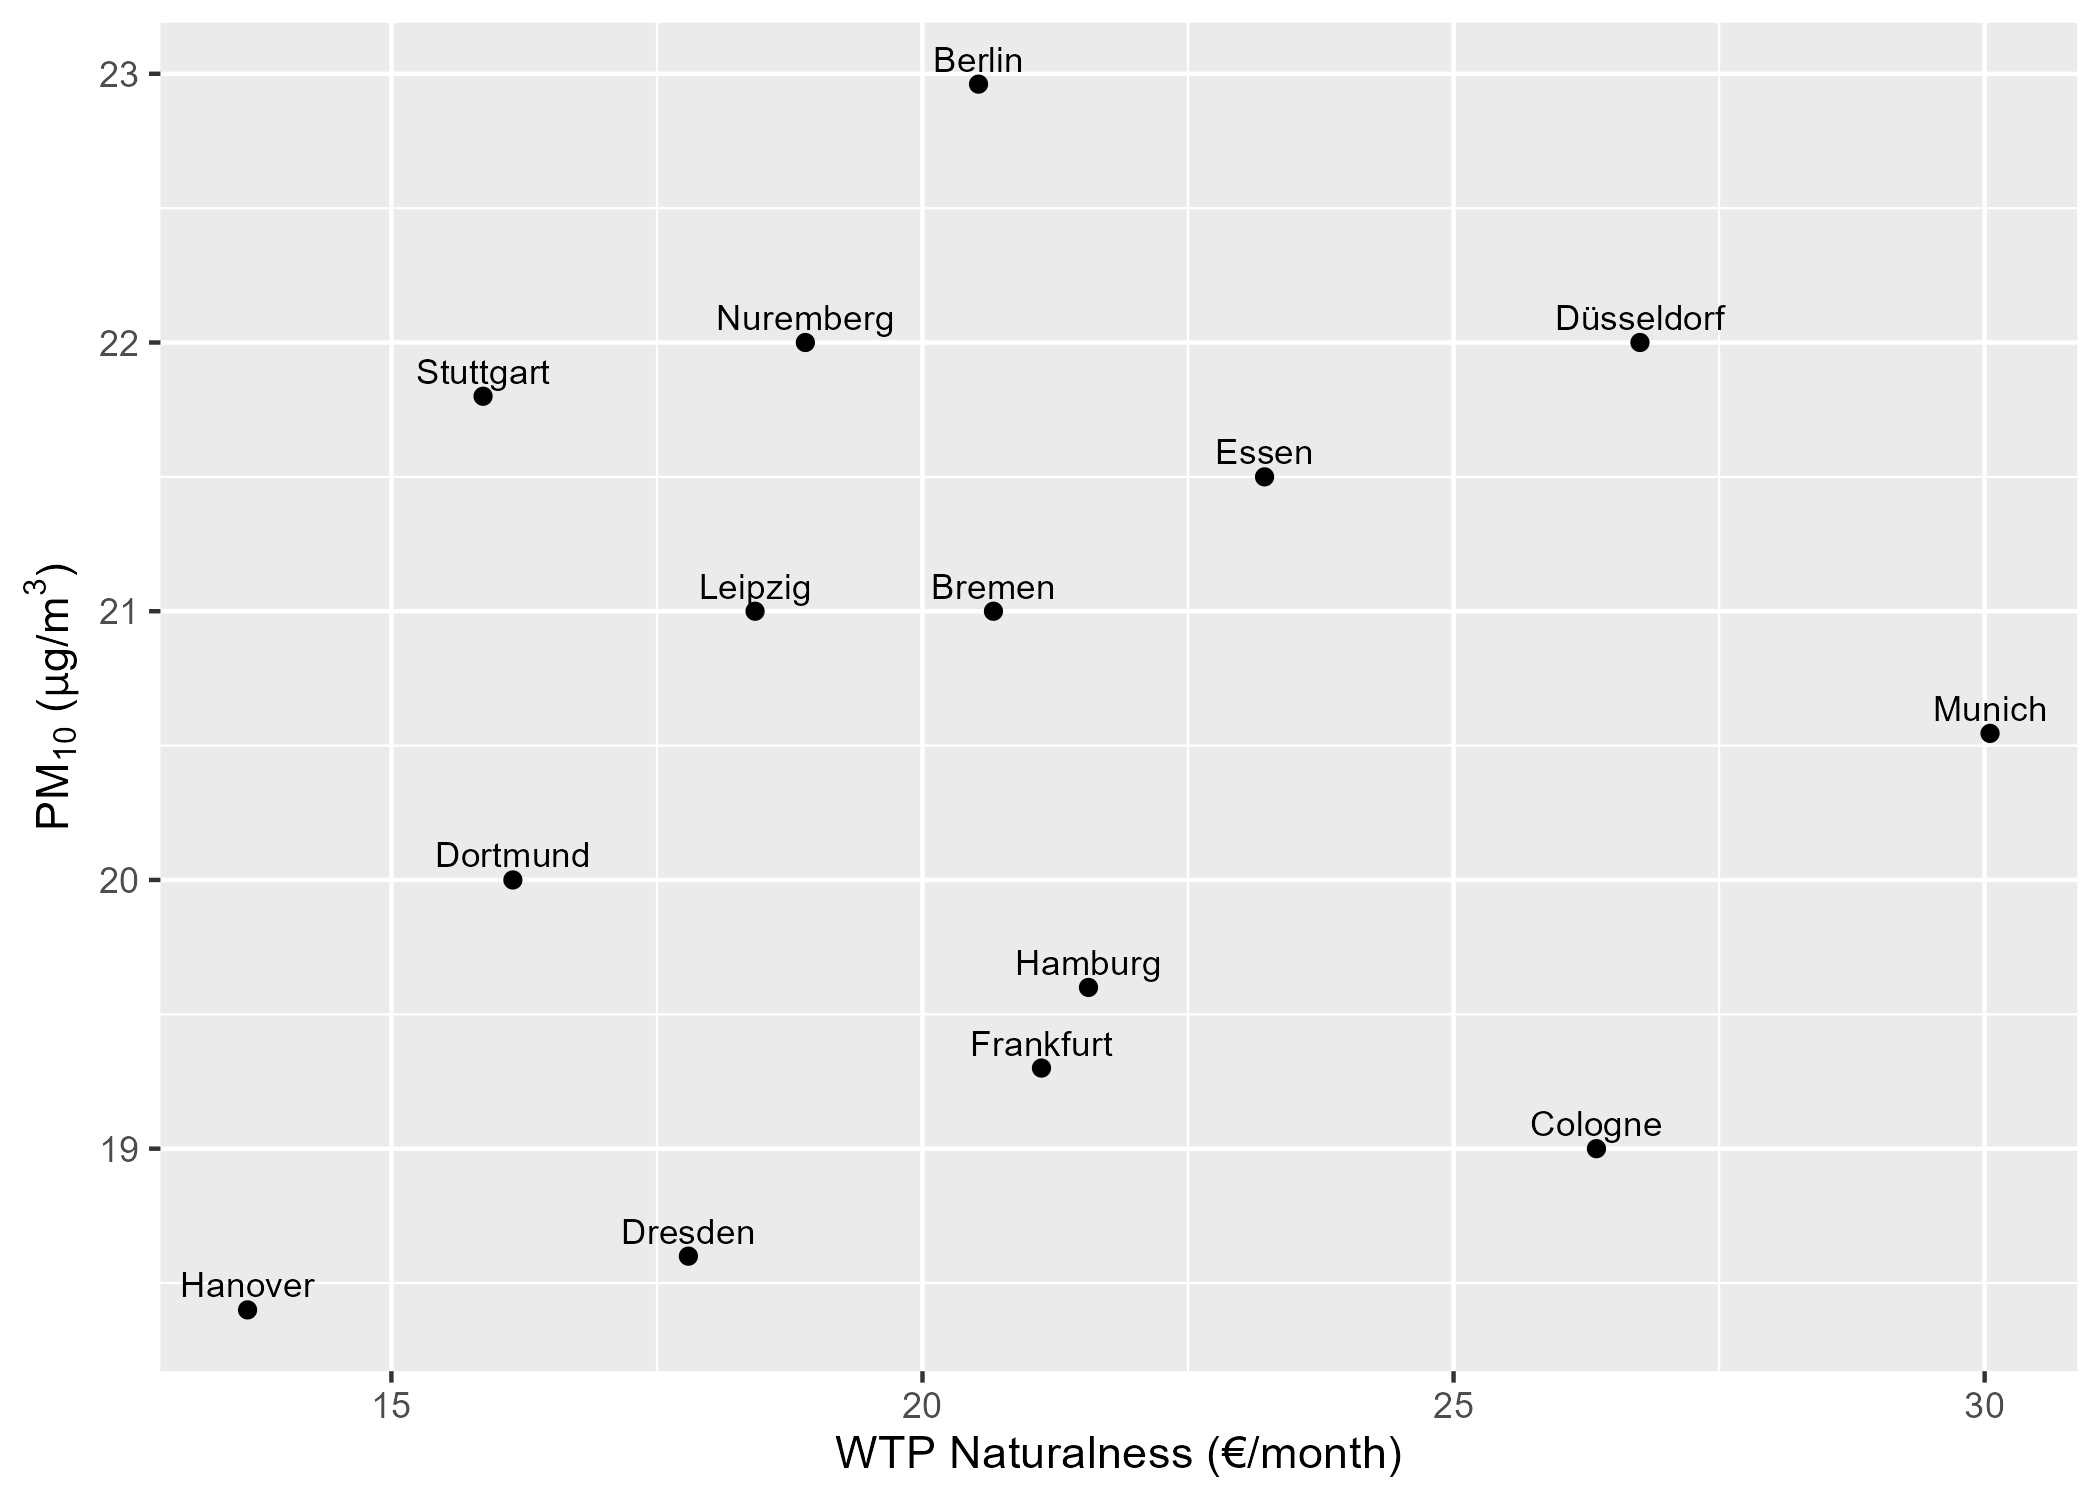 Berlin
23
Nuremberg
Düsseldorf
22
Stuttgart
Essen
Leipzig
Bremen
21
Munich
Dortmund
20
Hamburg
Frankfurt
Cologne
19
Dresden
Hanover
PM₁₀ (µg/m³)
15
20
25
30
WTP Naturalness (€/month)